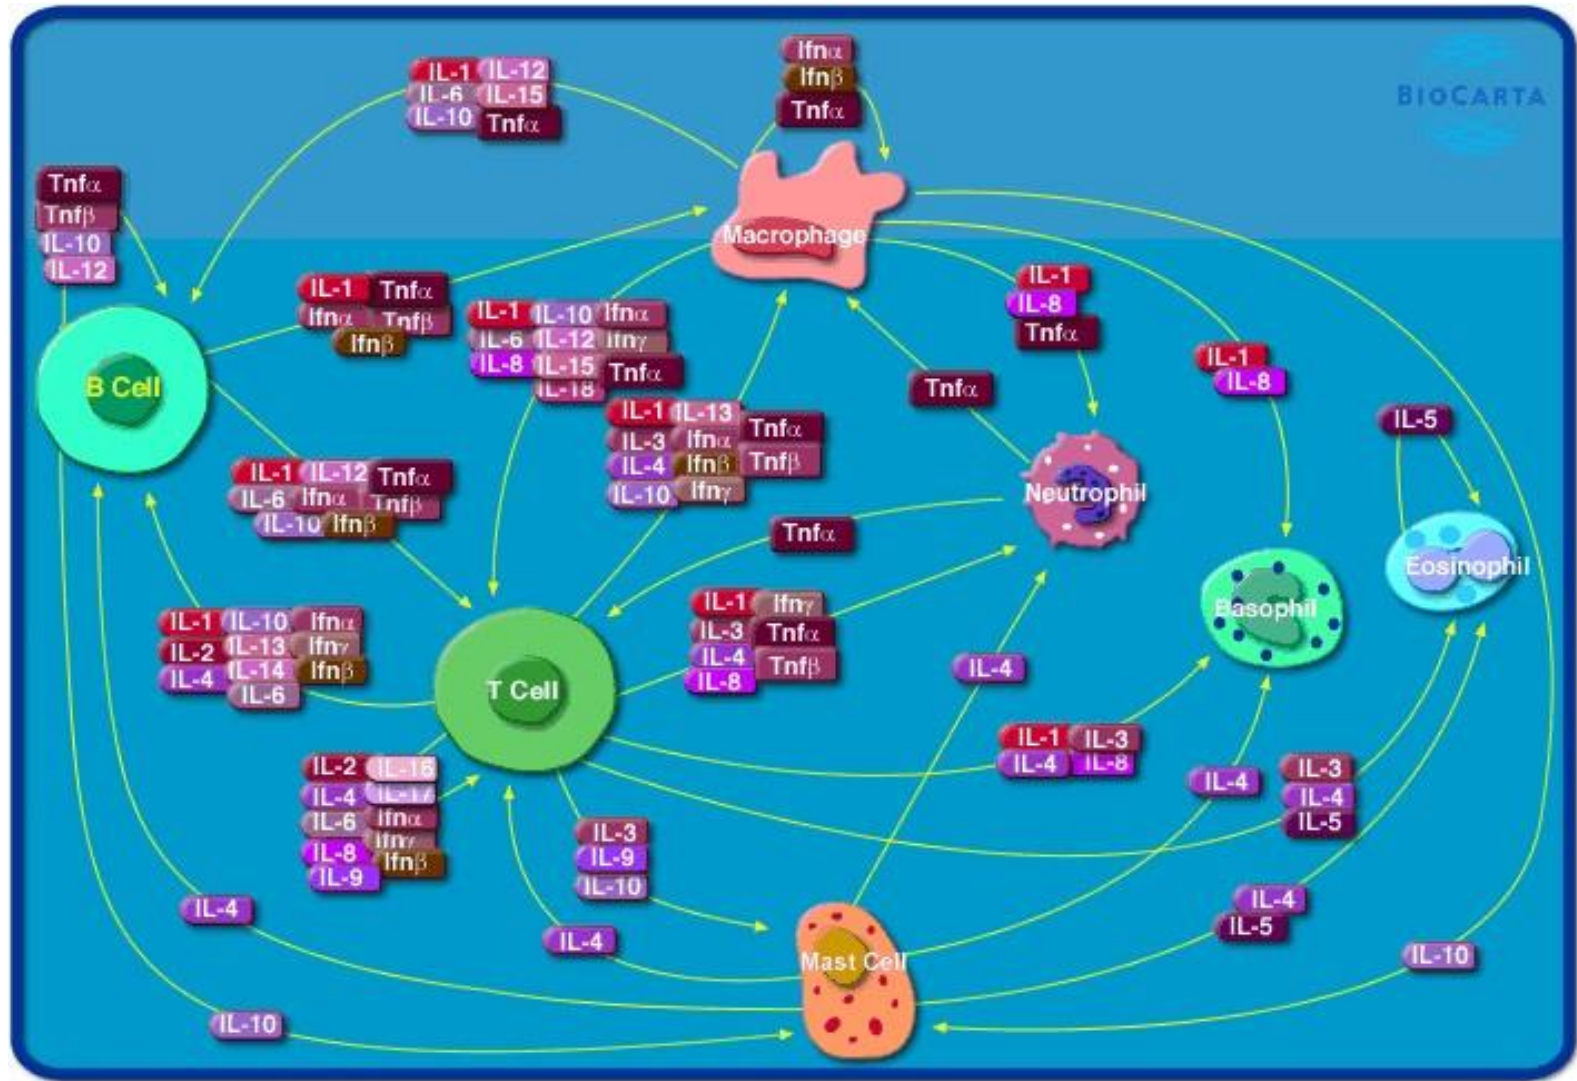 IL-1 IL-12
IL-6 IL-15
IL-10 Tnfα
Ifnα
Ifnβ
Tnfα
BIOCARTA
Tnfα
Tnfβ
IL-10
IL-12
Macrophage
IL-1 Tnfα
Ifnα Tnfβ
Ifnβ
IL-1 IL-10 Ifnα
IL-6 IL-12 Ifnγ
IL-8 IL-15 Tnfα
IL-18
IL-1
IL-8
Tnfα
IL-1
IL-8
B Cell
Tnfα
IL-1 IL-13 Tnfα
IL-3 Ifnα
IL-4 Ifnβ Tnfβ
IL-10 Ifnγ
IL-5
IL-1 IL-12 Tnfα
IL-6 Ifnα Tnfβ
IL-10 Ifnβ
Neutrophil
Tnfα
Eosinophil
Basophil
IL-1 IL-10 Ifnα
IL-2 IL-13 Ifnγ
IL-4 IL-14 Ifnβ
IL-6
IL-1 Ifnγ
IL-3 Tnfα
IL-4 Tnfβ
IL-8
IL-4
T Cell
IL-1 IL-3
IL-4 IL-8
IL-2 IL-16
IL-4 IL-17
IL-6 Ifnα
Ifnγ
IL-8 Ifnβ
IL-9
IL-4
IL-3
IL-4
IL-5
IL-3
IL-9
IL-10
IL-4
IL-4
IL-4
IL-5
Mast Cell
IL-10
IL-10